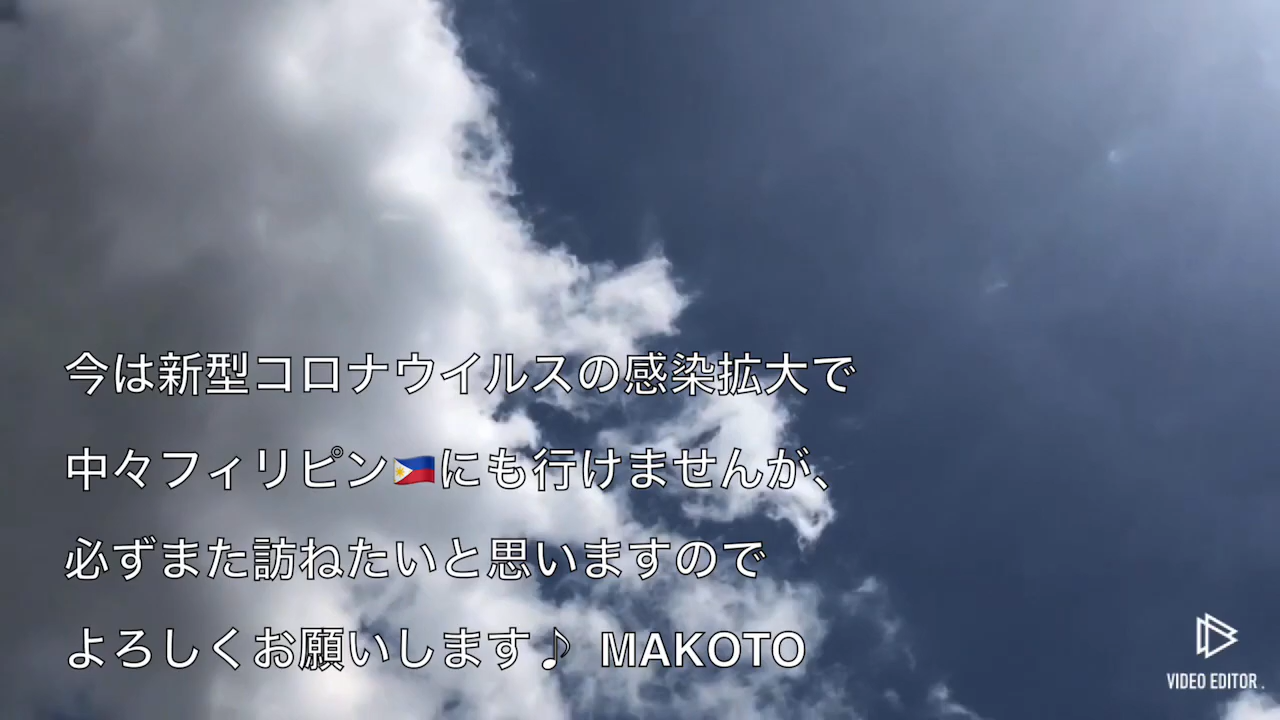 今は新型コロナウイルスの感染拡大で
中々フィリピン🇵🇭にも行けませんが、
必ずまた訪ねたいと思いますので
よろしくお願いします♪ MAKOTO
VIDEO EDITOR .